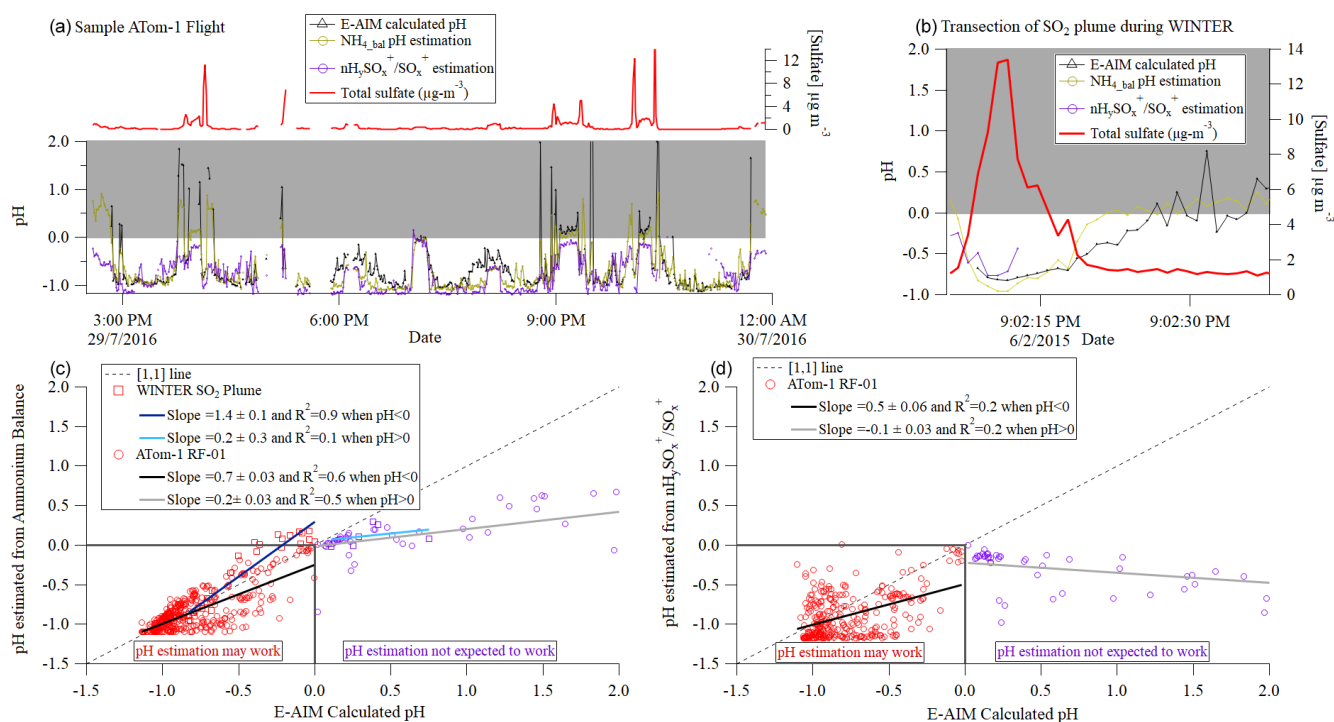 (a) Sample ATom-1 Flight
E-AIM calculated pH
NH4_bal pH estimation
nHySOx+/SOx+ estimation
Total sulfate (μg-m-3)
12
8
4
0
[Sulfate] μg m-3
2.0
1.0
0.0
-1.0
pH
3:00 PM
29/7/2016
6:00 PM
9:00 PM
12:00 AM
30/7/2016
Date
(b) Transection of SO2 plume during WINTER
E-AIM calculated pH
NH4_bal pH estimation
nHySOx+/SOx+ estimation
Total sulfate (μg-m-3)
2.0
1.5
1.0
0.5
0.0
-0.5
-1.0
pH
14
12
10
8
6
4
2
0
[Sulfate] μg m-3
9:02:15 PM
6/2/2015
9:02:30 PM
Date
(c)
[1,1] line
WINTER SO2 Plume
Slope =1.4 ± 0.1 and R2=0.9 when pH<0
Slope =0.2 ± 0.3 and R2=0.1 when pH>0
ATom-1 RF-01
Slope =0.7 ± 0.03 and R2=0.6 when pH<0
Slope =0.2± 0.03 and R2=0.5 when pH>0
pH estimated from Ammonium Balance
2.0
1.5
1.0
0.5
0.0
-0.5
-1.0
-1.5
pH estimation may work
pH estimation not expected to work
-1.5
-1.0
-0.5
0.0
0.5
1.0
1.5
2.0
E-AIM Calculated pH
(d)
[1,1] line
ATom-1 RF-01
Slope =0.5 ± 0.06 and R2=0.2 when pH<0
Slope =-0.1 ± 0.03 and R2=0.2 when pH>0
pH estimated from nHySOx+/SOx+
2.0
1.5
1.0
0.5
0.0
-0.5
-1.0
-1.5
pH estimation may work
pH estimation not expected to work
-1.5
-1.0
-0.5
0.0
0.5
1.0
1.5
2.0
E-AIM Calculated pH